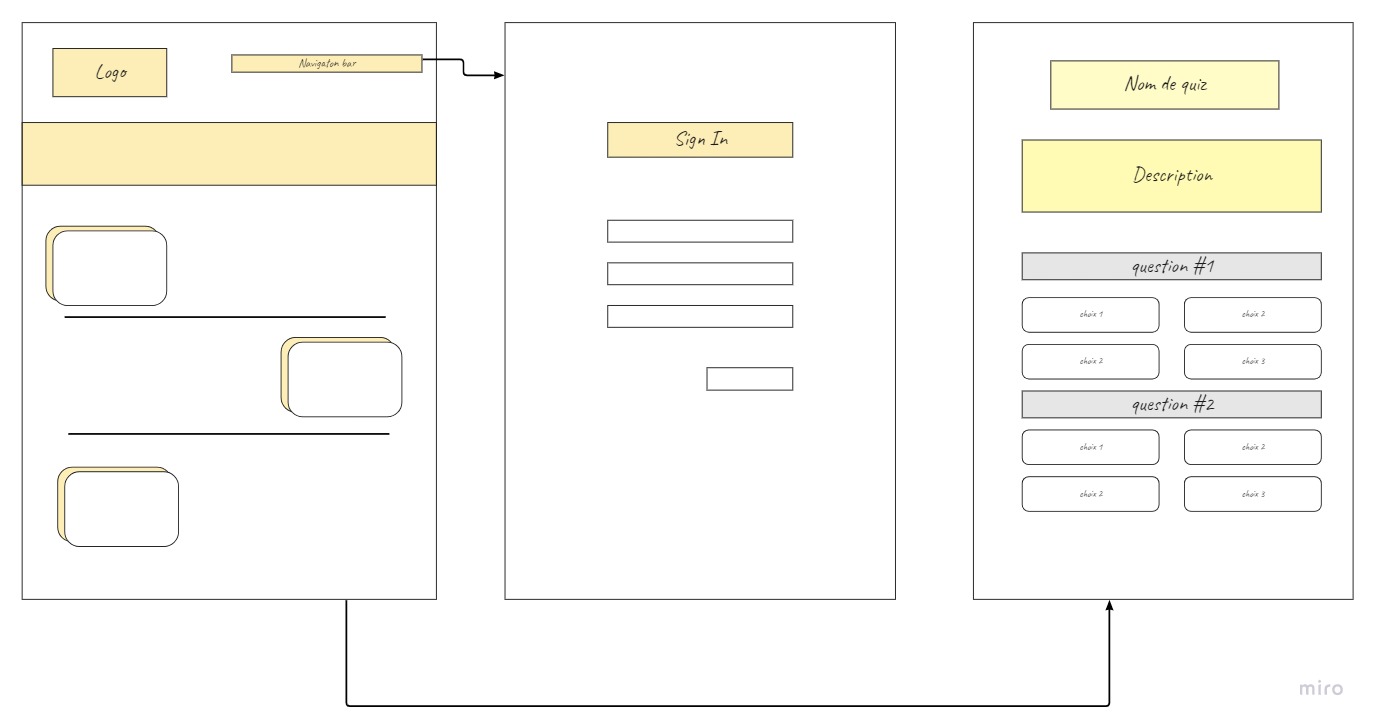 Logo
Navigaton bar
Sign In
Nom de quiz
Description
question #1
choix 1
choix 2
choix 2
choix 3
question #2
choix 1
choix 2
choix 2
choix 3
miro